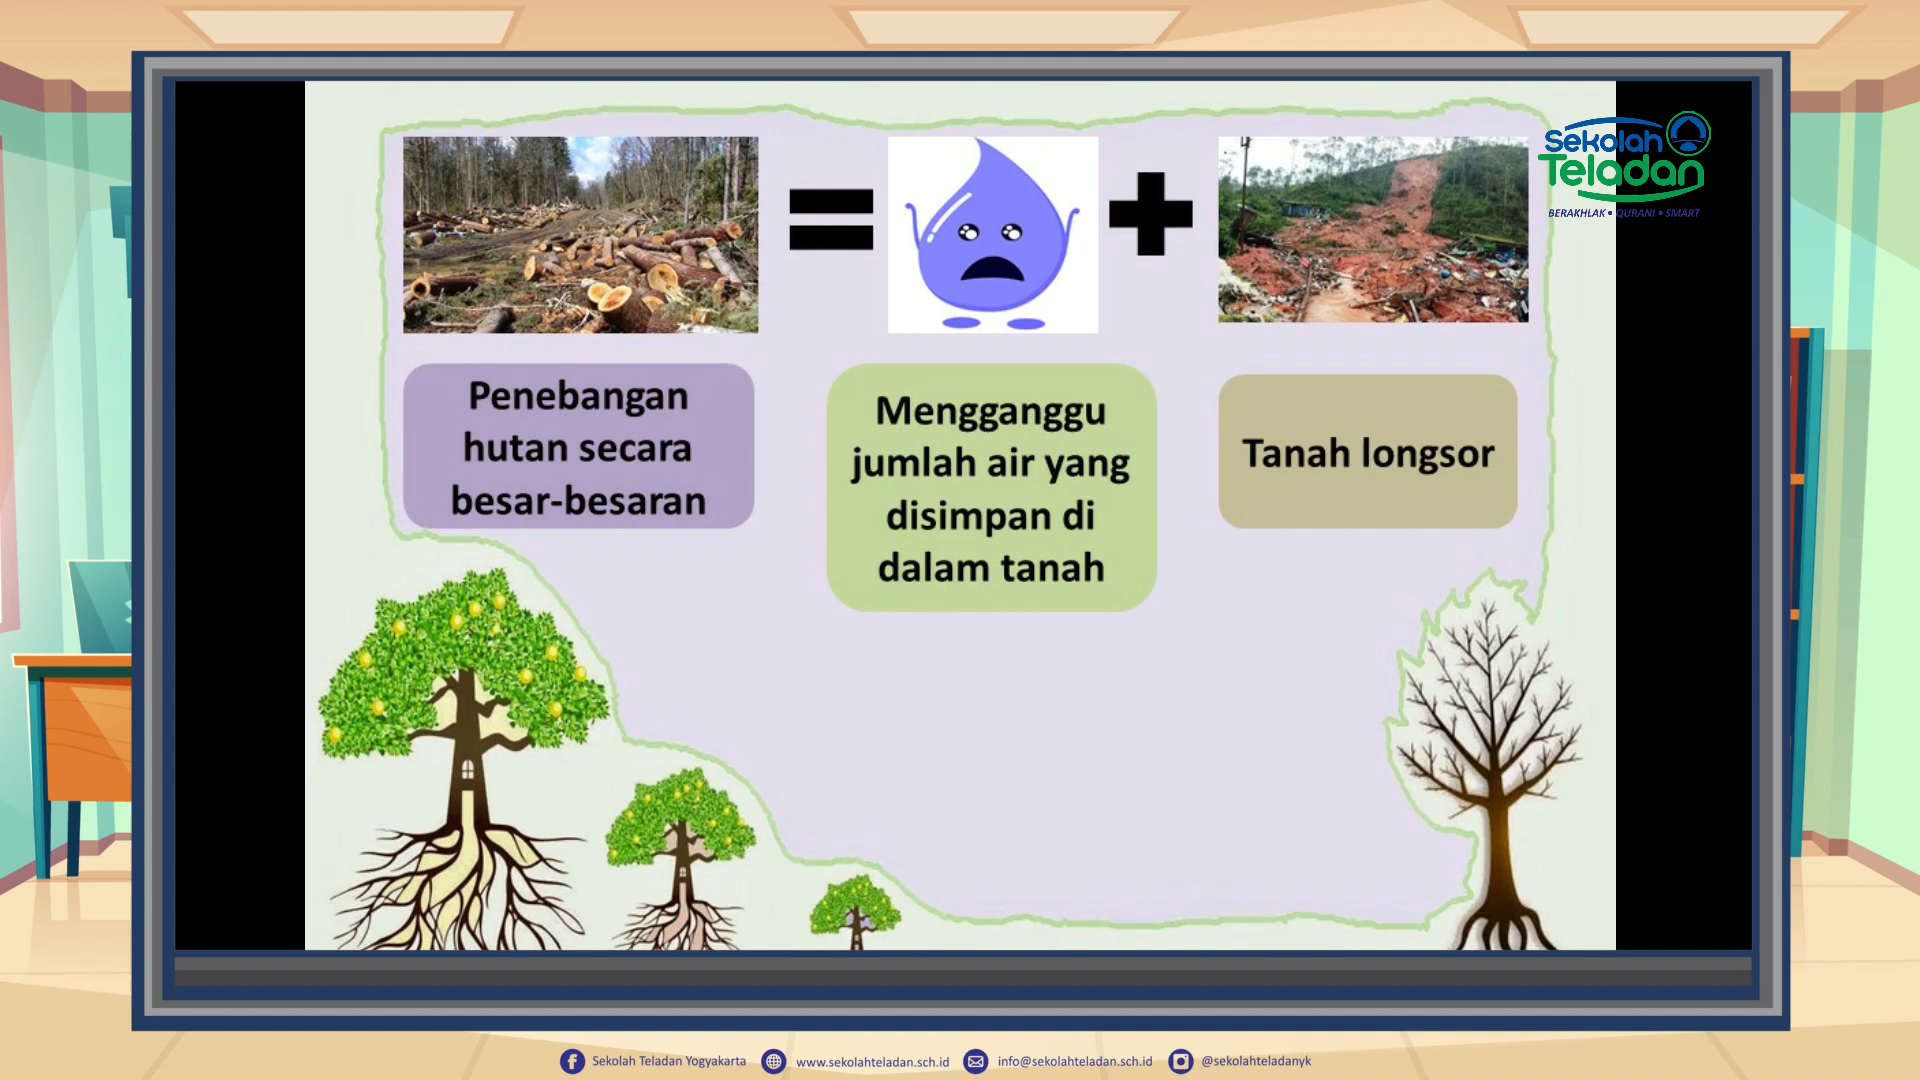 Sekolah
Teladan
BERAKHLAK • QURANI • SMART
Penebangan
hutan secara
besar-besaran
Mengganggu
jumlah air yang
disimpan di
dalam tanah
Tanah longsor
Sekolah Teladan Yogyakarta
www.sekolahteladan.sch.id
info@sekolahteladan.sch.id
@sekolahteladanyk